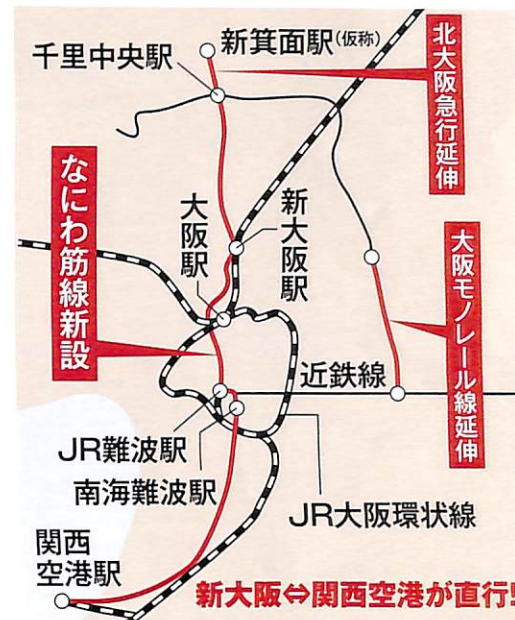 新箕面駅(仮称)
千里中央駅
北大阪急行延伸
なにわ筋線新設
大阪駅
新大阪駅
大阪モノレール線延伸
近鉄線
JR難波駅
南海難波駅
JR大阪環状線
関西
空港駅
新大阪⇔関西空港が直行!!